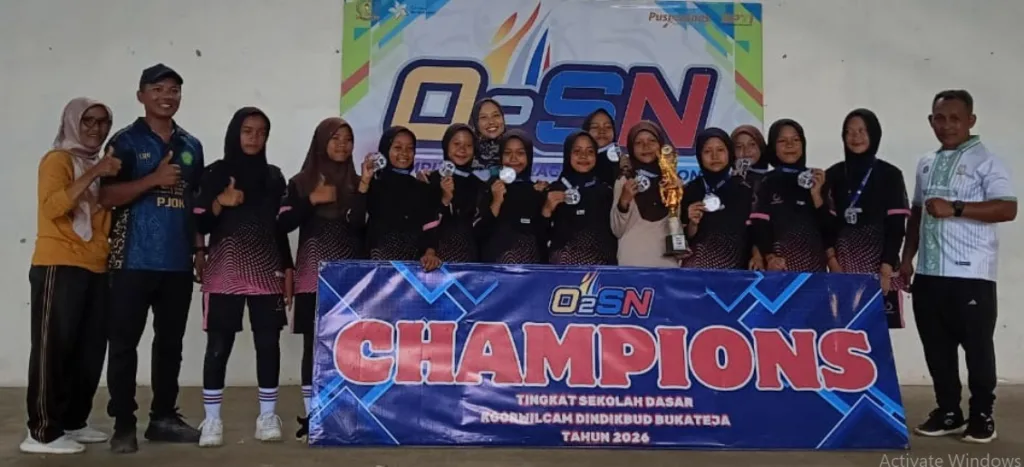 O2SN
PJOK
O2SN
CHAMPIONS
TINGKAT SEKOLAH DASAR
KOORWILCAM DINDIKBUD BUKATEJA
TAHUN 2026
Activate Windows